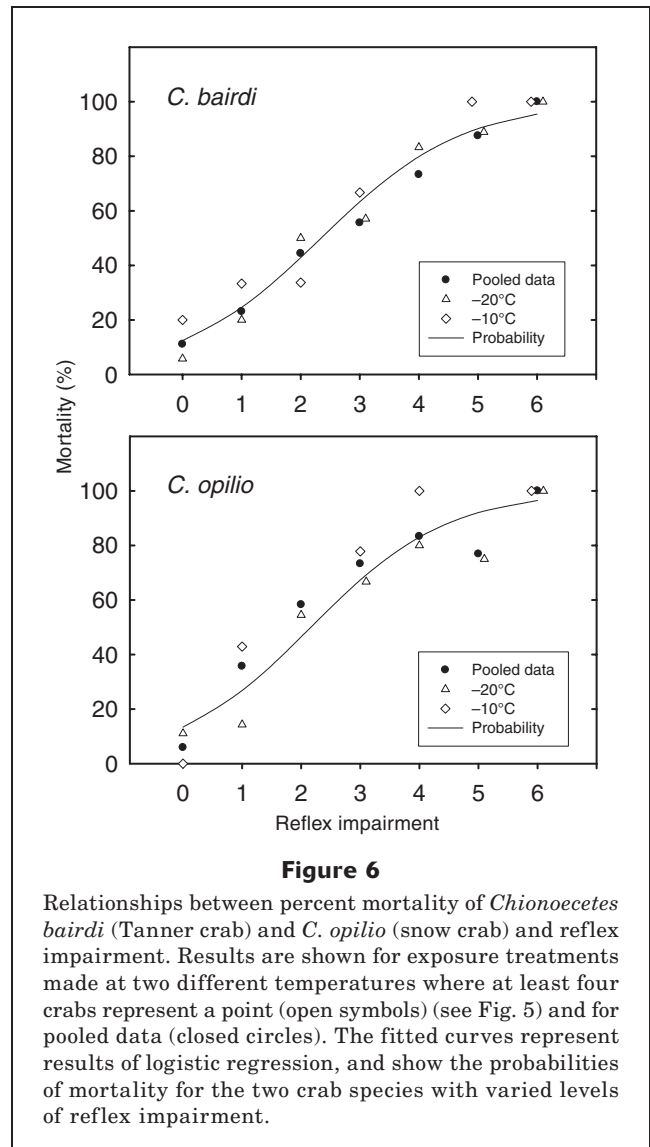 C. bairdi
100
80
60
40
20
0
Pooled data
–20°C
–10°C
Probability
0 1 2 3 4 5 6
Mortality (%)
C. opilio
100
80
60
40
20
0
Pooled data
–20°C
–10°C
Probability
0 1 2 3 4 5 6
Reflex impairment
Figure 6
Relationships between percent mortality of Chionoecetes
bairdi (Tanner crab) and C. opilio (snow crab) and reflex
impairment. Results are shown for exposure treatments
made at two different temperatures where at least four
crabs represent a point (open symbols) (see Fig. 5) and for
pooled data (closed circles). The fitted curves represent
results of logistic regression, and show the probabilities
of mortality for the two crab species with varied levels
of reflex impairment.